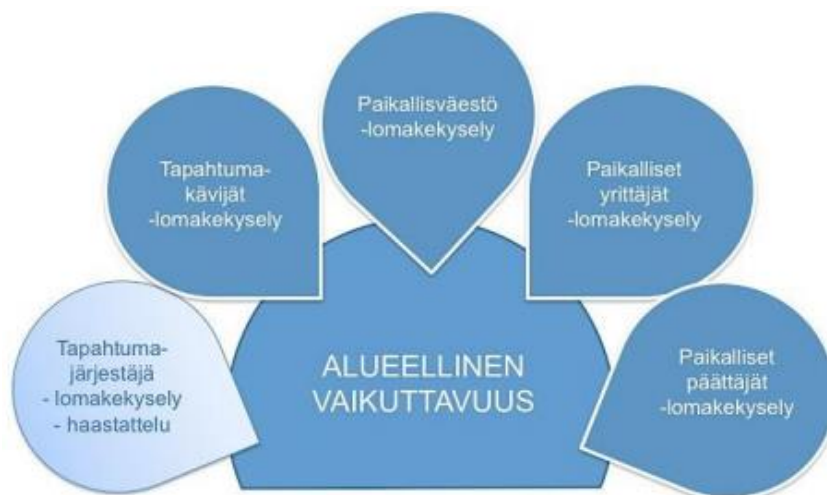 Paikallisväestö
-lomakekysely
Tapahtuma-
kävijät
-lomakekysely
Paikalliset
yrittäjät
-lomakekysely
Tapahtuma-
järjestäjä
- lomakekysely
- haastattelu
ALUEELLINEN
VAIKUTTAVUUS
Paikalliset
päättäjät
-lomakekysely